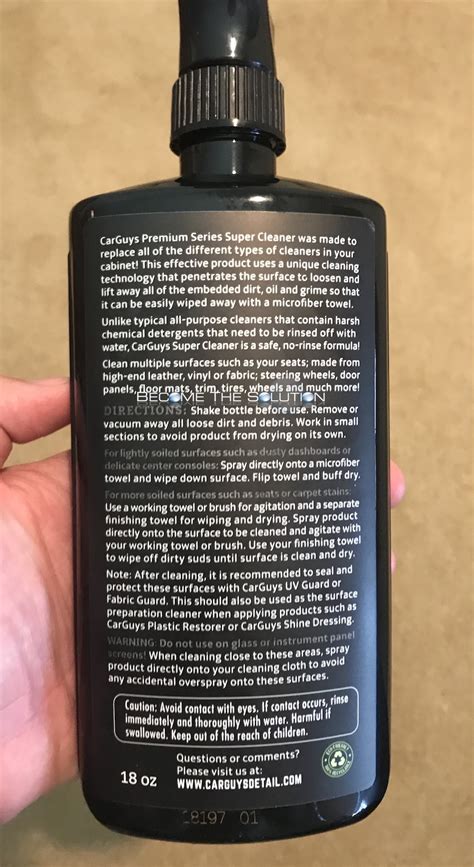 CarGuys Premium Series Super Cleaner was made to
replace all of the different types of cleaners in your
cabinet! This effective product uses a unique cleaning
technology that penetrates the surface to loosen and
lift away all of the embedded dirt, oil and grime so that
it can be easily wiped away with a microfiber towel.
Unlike typical all-purpose cleaners that contain harsh
chemical detergents that need to be rinsed off with
water, CarGuys Super Cleaner is a safe, no-rinse formula!
Clean multiple surfaces such as your seats; made from
high-end leather, vinyl or fabric; steering wheels, door
panels, floor mats, trim, tires, wheels and much more!
BECOME THE SOLUTION
DIRECTIONS: Shake bottle before use. Remove or
vacuum away all loose dirt and debris. Work in small
sections to avoid product from drying on its own.
For lightly soiled surfaces such as dusty dashboards or
delicate center consoles: Spray directly onto a microfiber
towel and wipe down surface. Flip towel and buff dry.
For more soiled surfaces such as seats or carpet stains:
Use a working towel or brush for agitation and a separate
finishing towel for wiping and drying. Spray product
directly onto the surface to be cleaned and agitate with
your working towel or brush. Use your finishing towel
to wipe off dirty suds until surface is clean and dry.
Note: After cleaning, it is recommended to seal and
protect these surfaces with CarGuys UV Guard or
Fabric Guard. This should also be used as the surface
preparation cleaner when applying products such as
CarGuys Plastic Restorer or CarGuys Shine Dressing.
WARNING: Do not use on glass or instrument panel
screens! When cleaning close to these areas, spray
product directly onto your cleaning cloth to avoid
any accidental overspray onto these surfaces.
Caution: Avoid contact with eyes. If contact occurs, rinse
immediately and thoroughly with water. Harmful if
swallowed. Keep out of the reach of children.
Questions or comments?
Please visit us at:
18 oz
WWW.CARGUYSDETAIL.COM
18197 01